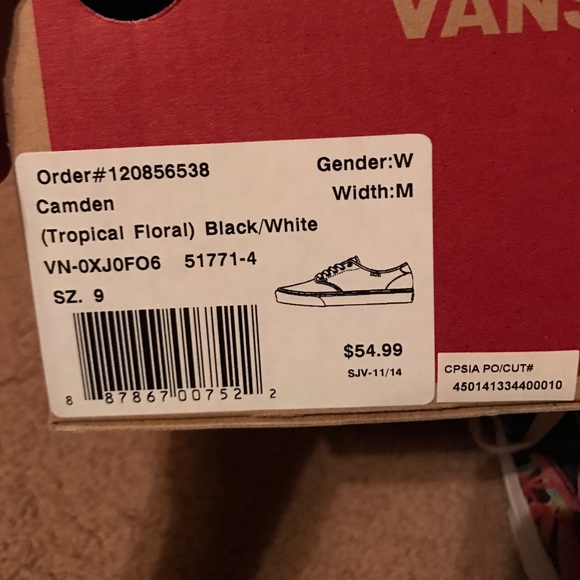 VANS
Order#120856538
Gender:W
Camden
Width:M
(Tropical Floral) Black/White
VN-0XJ0FO6 51771-4
SZ. 9
$54.99
SJV-11/14
8 87867 00752 2
CPSIA PO/CUT#
450141334400010